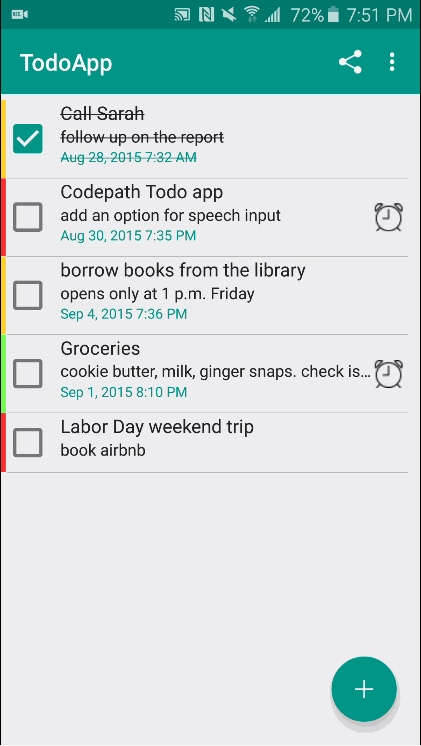 REC
72% 7:51 PM
TodoApp
Call Sarah
follow up on the report
Aug 28, 2015 7:32 AM
Codepath Todo app
add an option for speech input
Aug 30, 2015 7:35 PM
borrow books from the library
opens only at 1 p.m. Friday
Sep 4, 2015 7:36 PM
Groceries
cookie butter, milk, ginger snaps. check is...
Sep 1, 2015 8:10 PM
Labor Day weekend trip
book airbnb